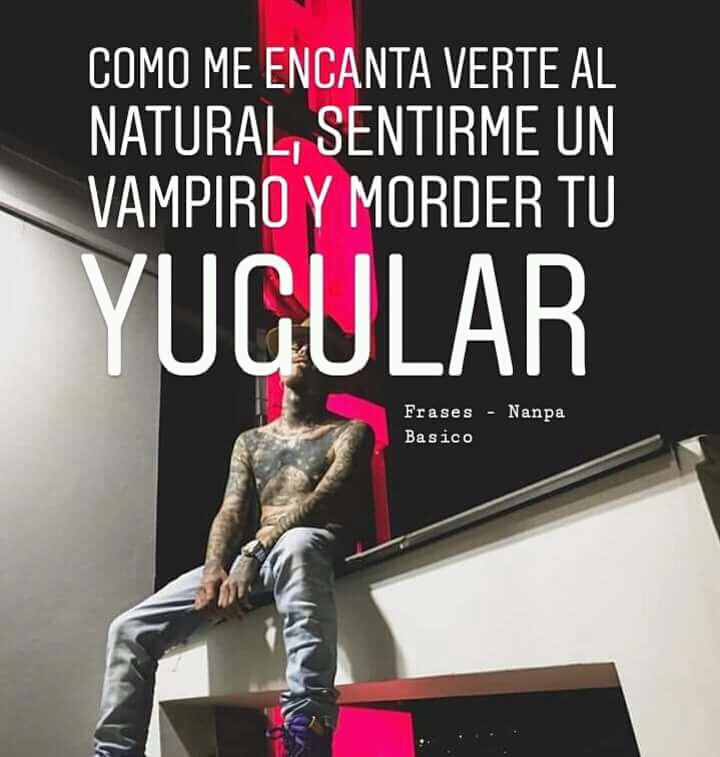 COMO ME ENCANTA VERTE AL
NATURAL, SENTIRME UN
VAMPIRO Y MORDER TU
YUGULAR
Frases - Nanpa
Basico